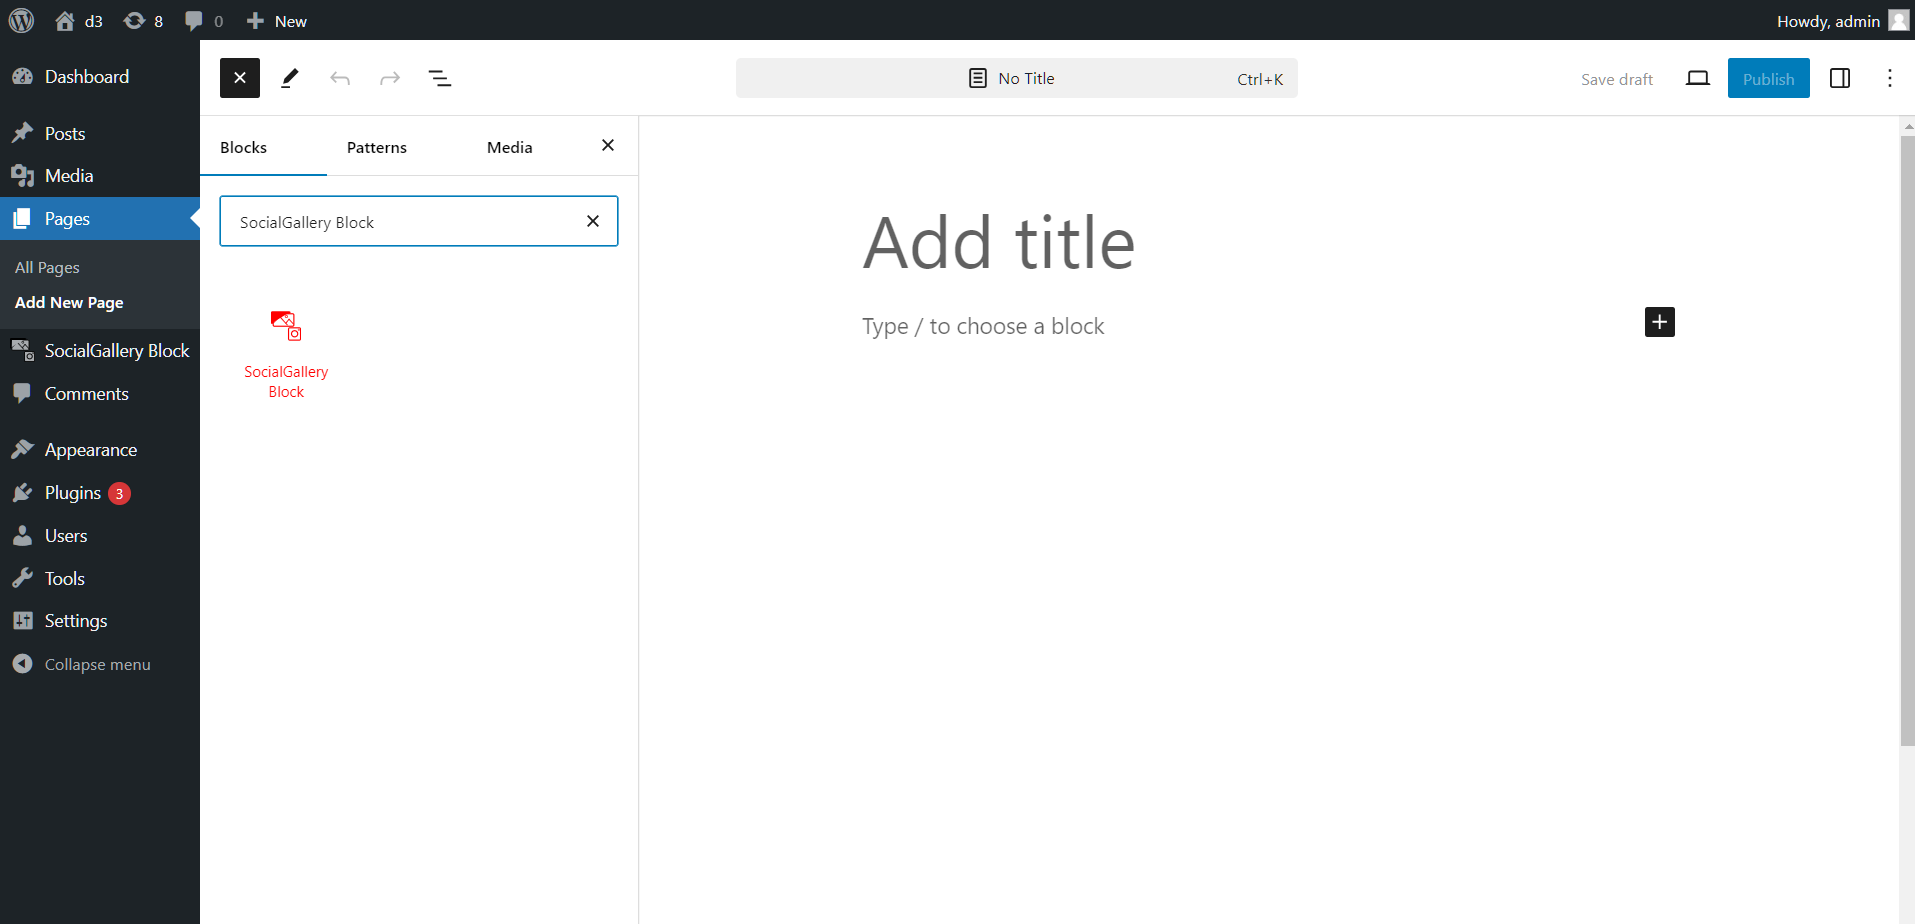 d3
8
0
New
Howdy, admin
Dashboard
Posts
Media
Pages
All Pages
Add New Page
SocialGallery Block
Comments
Appearance
Plugins 3
Users
Tools
Settings
Collapse menu
No Title
Ctrl+K
Save draft
Publish
Blocks
Patterns
Media
SocialGallery Block
SocialGallery
Block
Add title
Type / to choose a block